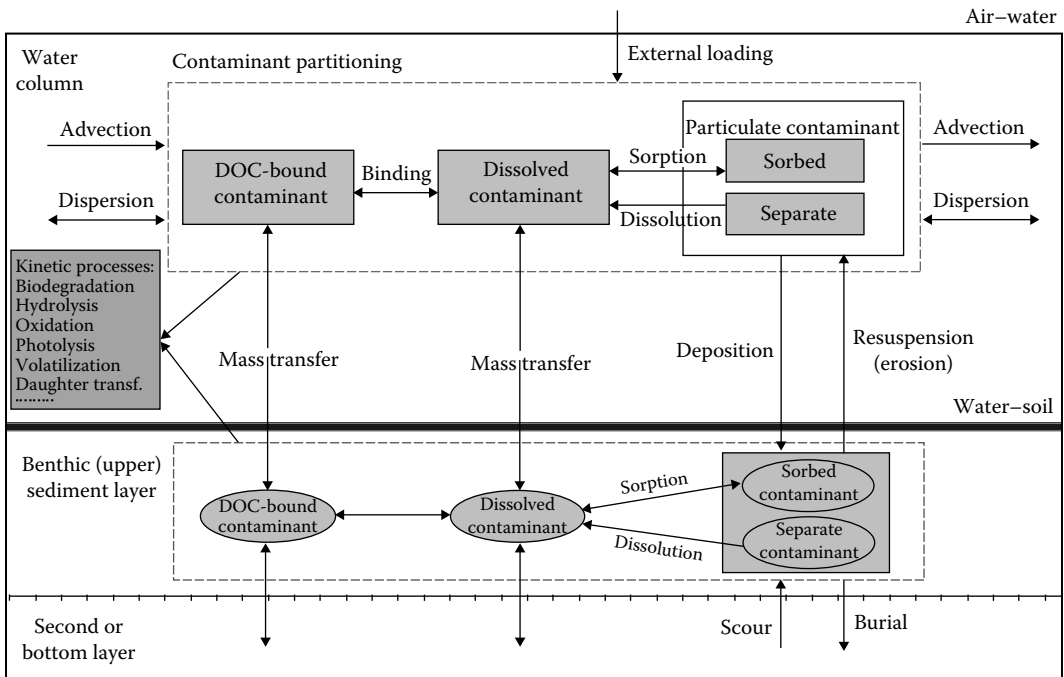 Air–water
Water
column
Contaminant partitioning
External loading
Advection
Dispersion
DOC-bound
contaminant
Binding
Dissolved
contaminant
Particulate contaminant
Sorption
Sorbed
Dissolution
Separate
Advection
Dispersion
Kinetic processes:
Biodegradation
Hydrolysis
Oxidation
Photolysis
Volatilization
Daughter transf.
.........
Mass transfer
Mass transfer
Deposition
Resuspension
(erosion)
Water–soil
Benthic (upper)
sediment layer
DOC-bound
contaminant
Dissolved
contaminant
Sorption
Dissolution
Sorbed
contaminant
Separate
contaminant
Second or
bottom layer
Scour
Burial